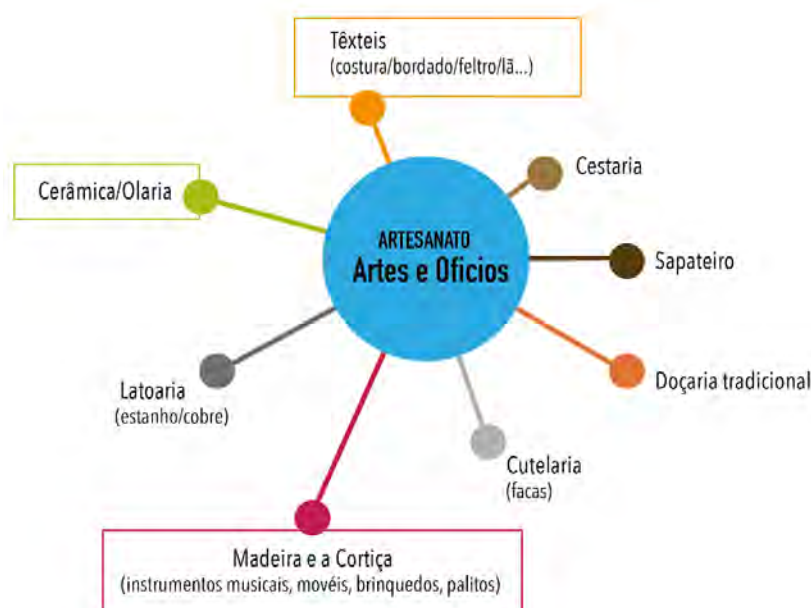 Têxteis
(costura/bordado/feltro/lã...)
Cestaria
Cerâmica/Olaria
ARTESANATO
Artes e Ofícios
Sapateiro
Doçaria tradicional
Latoaria
(estanho/cobre)
Cutelaria
(facas)
Madeira e a Cortiça
(instrumentos musicais, movéis, brinquedos, palitos)